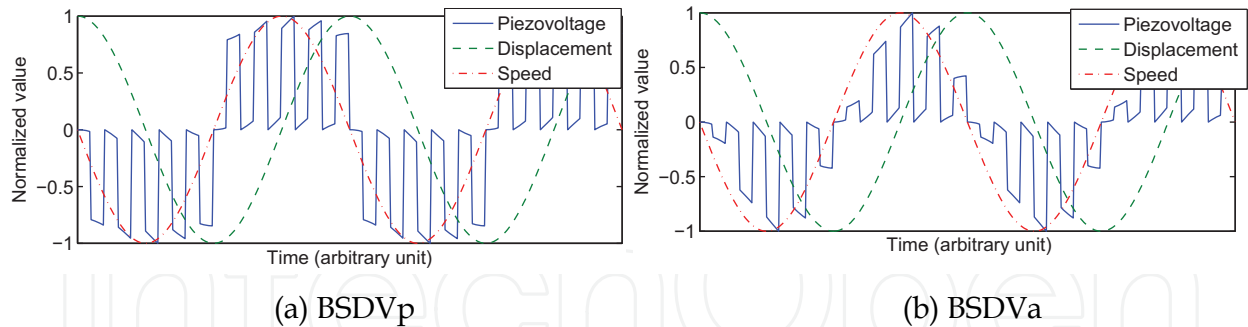 Normalized value
1
0.5
0
−0.5
−1
Piezovoltage
Displacement
Speed
Time (arbitrary unit)
(a) BSDVp
Normalized value
1
0.5
0
−0.5
−1
Piezovoltage
Displacement
Speed
Time (arbitrary unit)
(b) BSDVa
IntechOpen